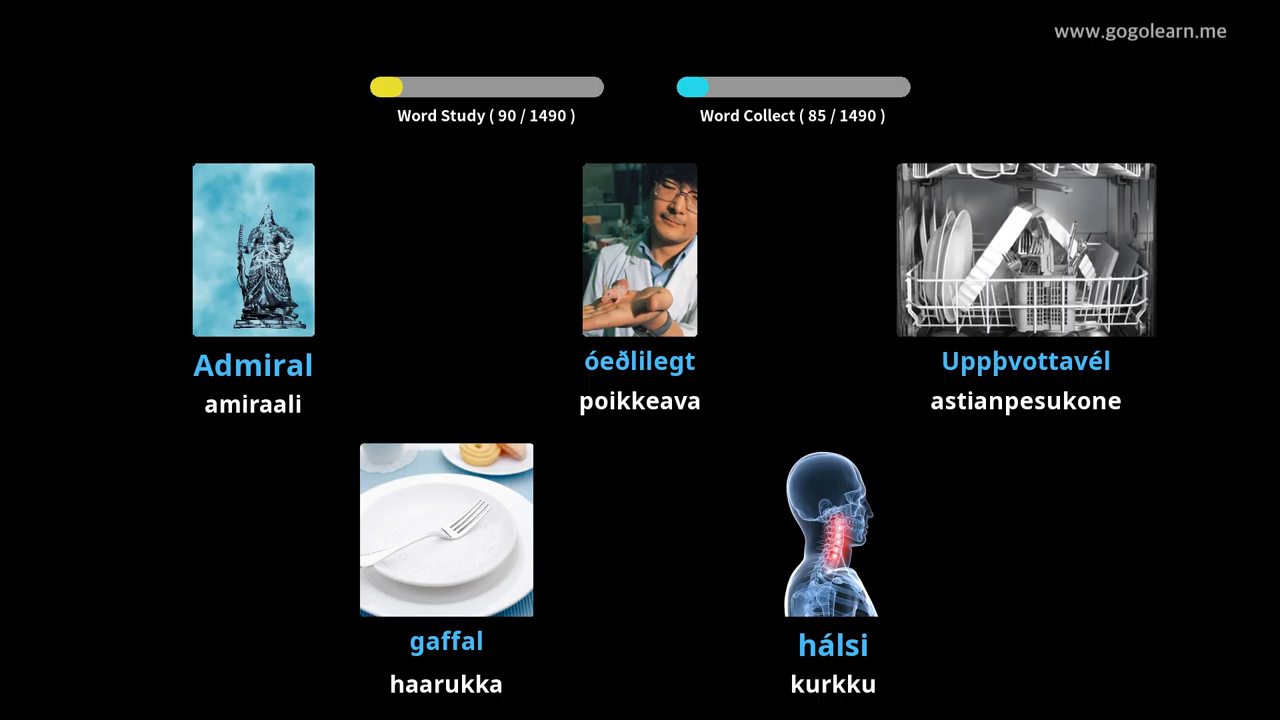 www.gogolearn.me
Word Study ( 90 / 1490 )
Word Collect ( 85 / 1490 )
Admiral
amiraali
óeðlilegt
poikkeava
Uppþvottavél
astianpesukone
gaffal
haarukka
hálsi
kurkku